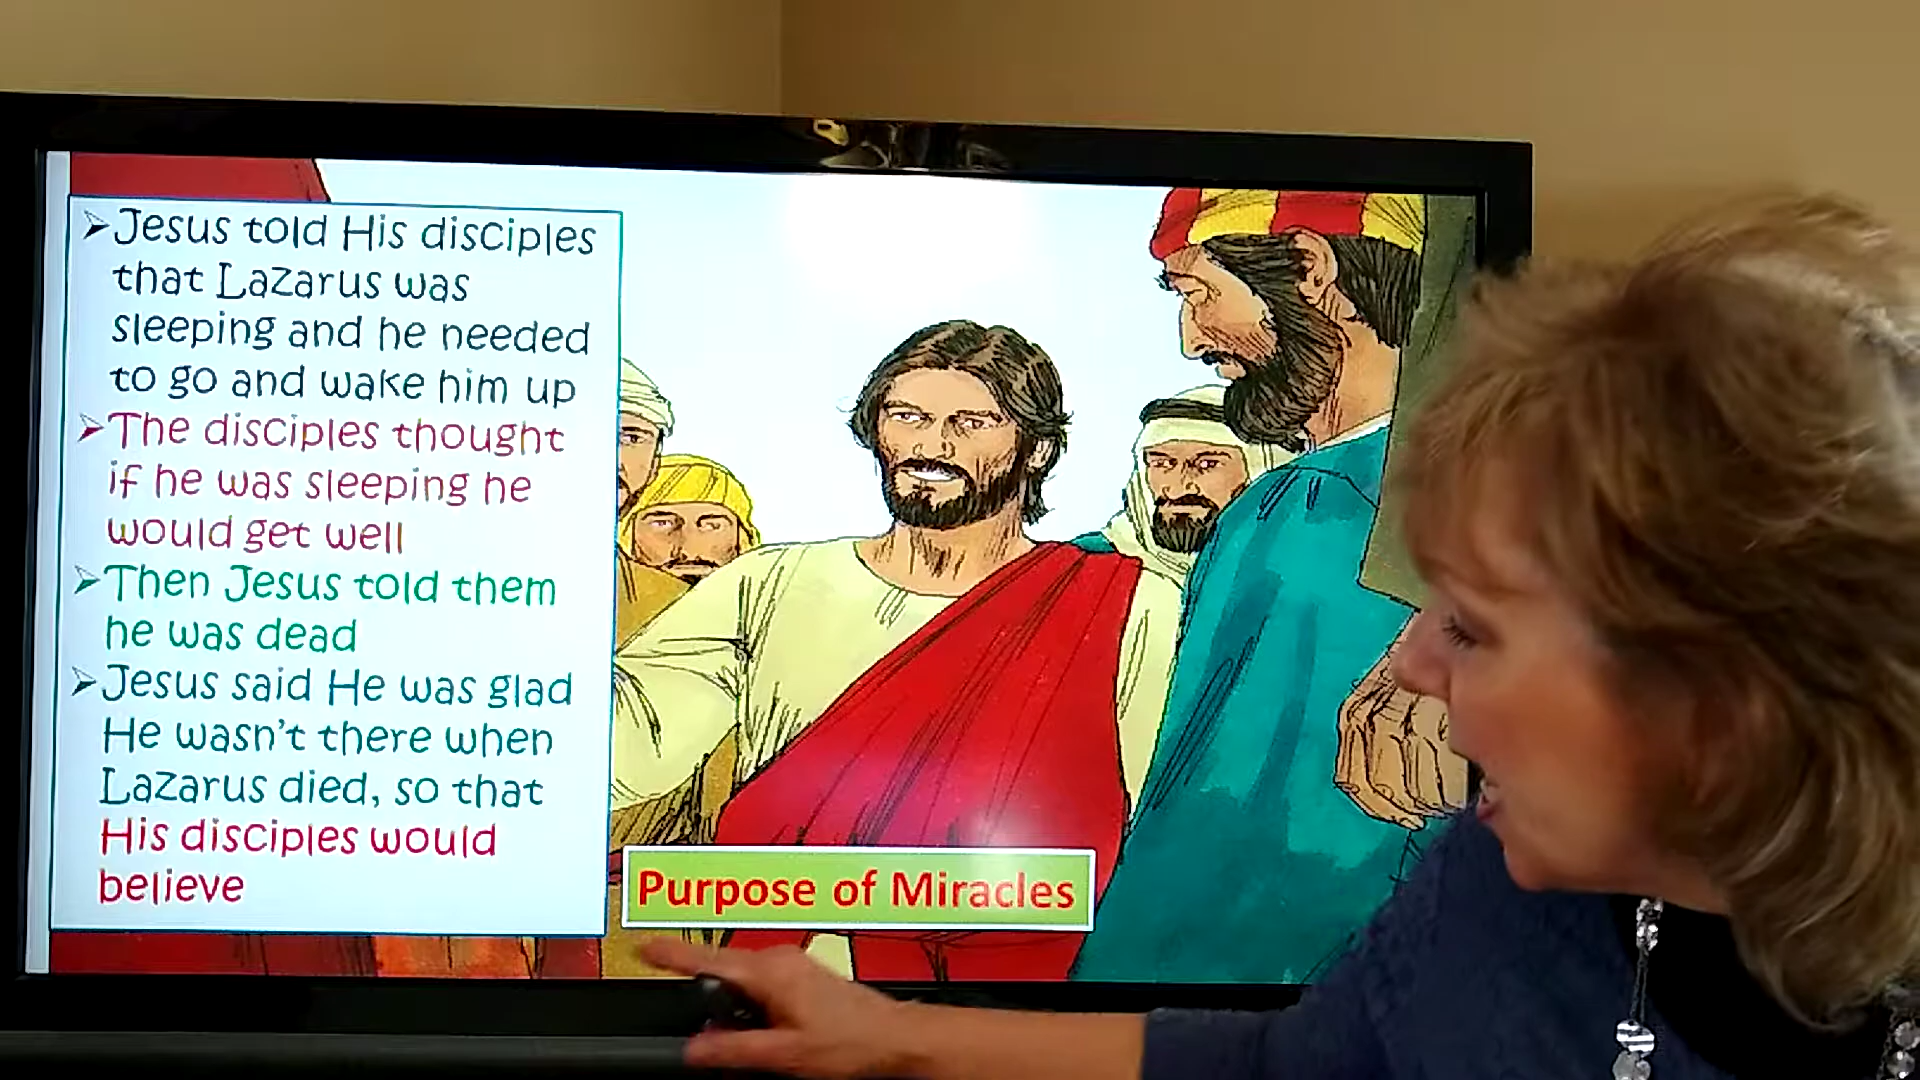 Jesus told His disciples
that Lazarus was
sleeping and he needed
to go and wake him up
The disciples thought
if he was sleeping he
would get well
Then Jesus told them
he was dead
Jesus said He was glad
He wasn't there when
Lazarus died, so that
His disciples would
believe
Purpose of Miracles